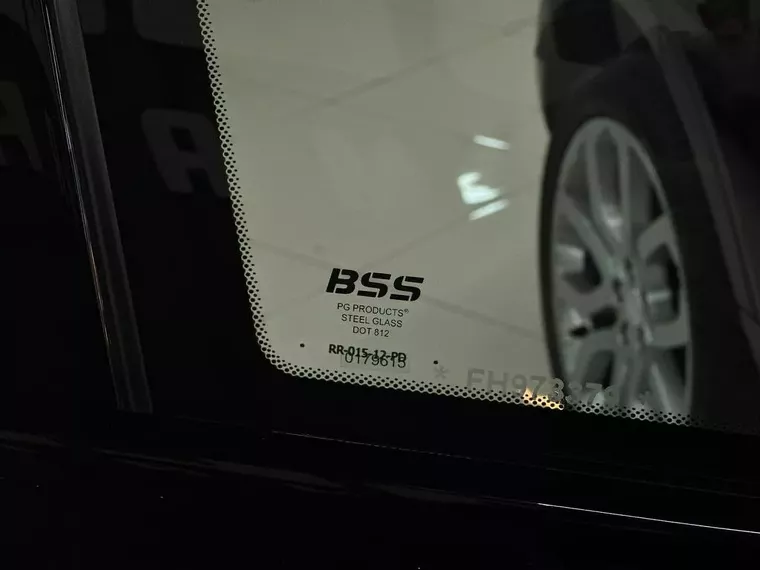 BSS
PG PRODUCTS®
STEEL GLASS
DOT 812
RR-015-12-PD
0179615